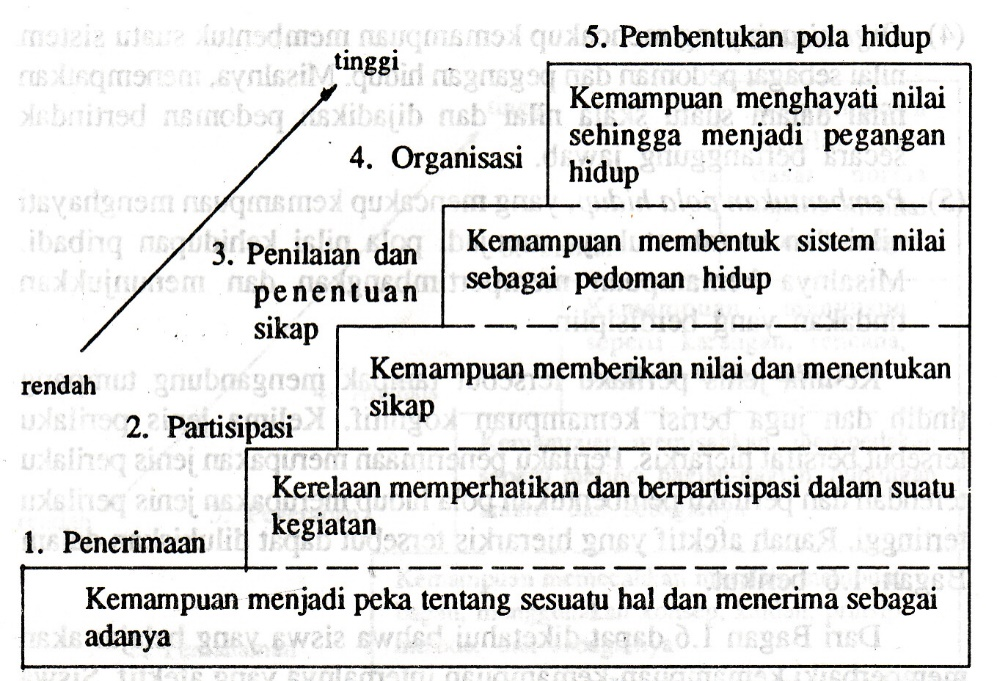 5. Pembentukan pola hidup
tinggi
Kemampuan menghayati nilai
sehingga menjadi pegangan
hidup
4. Organisasi
Kemampuan membentuk sistem nilai
sebagai pedoman hidup
3. Penilaian dan
penentuan
sikap
Kemampuan memberikan nilai dan menentukan
sikap
rendah
2. Partisipasi
Kerelaan memperhatikan dan berpartisipasi dalam suatu
kegiatan
1. Penerimaan
Kemampuan menjadi peka tentang sesuatu hal dan menerima sebagai
adanya